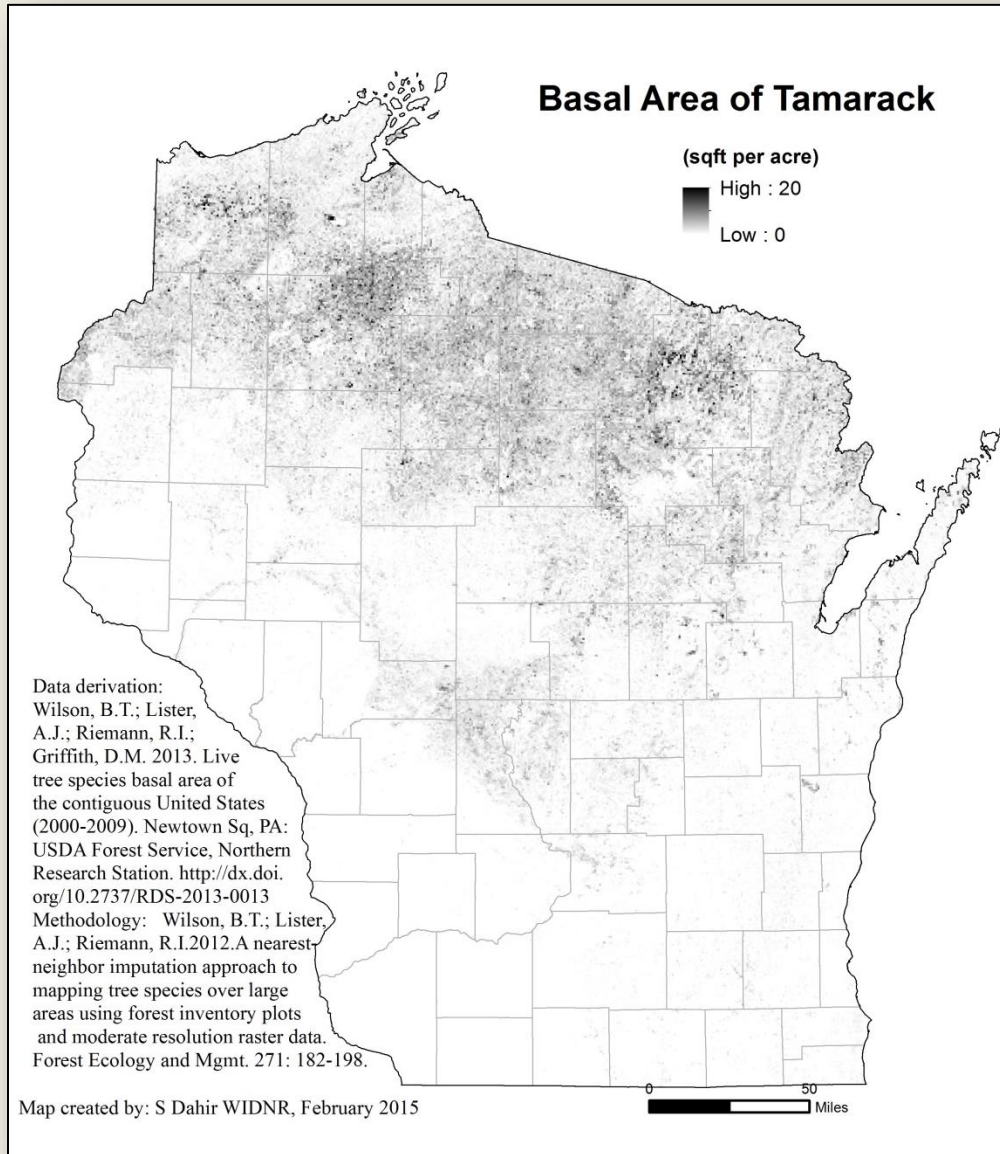 Basal Area of Tamarack
(sqft per acre)
High : 20
Low : 0
Data derivation:
Wilson, B.T.; Lister,
A.J.; Riemann, R.I.;
Griffith, D.M. 2013. Live
tree species basal area of
the contiguous United States
(2000-2009). Newtown Sq, PA:
USDA Forest Service, Northern
Research Station. http://dx.doi.
org/10.2737/RDS-2013-0013
Methodology: Wilson, B.T.; Lister,
A.J.; Riemann, R.I.2012.A nearest-
neighbor imputation approach to
mapping tree species over large
areas using forest inventory plots
and moderate resolution raster data.
Forest Ecology and Mgmt. 271: 182-198.
Map created by: S Dahir WIDNR, February 2015
0 50
Miles